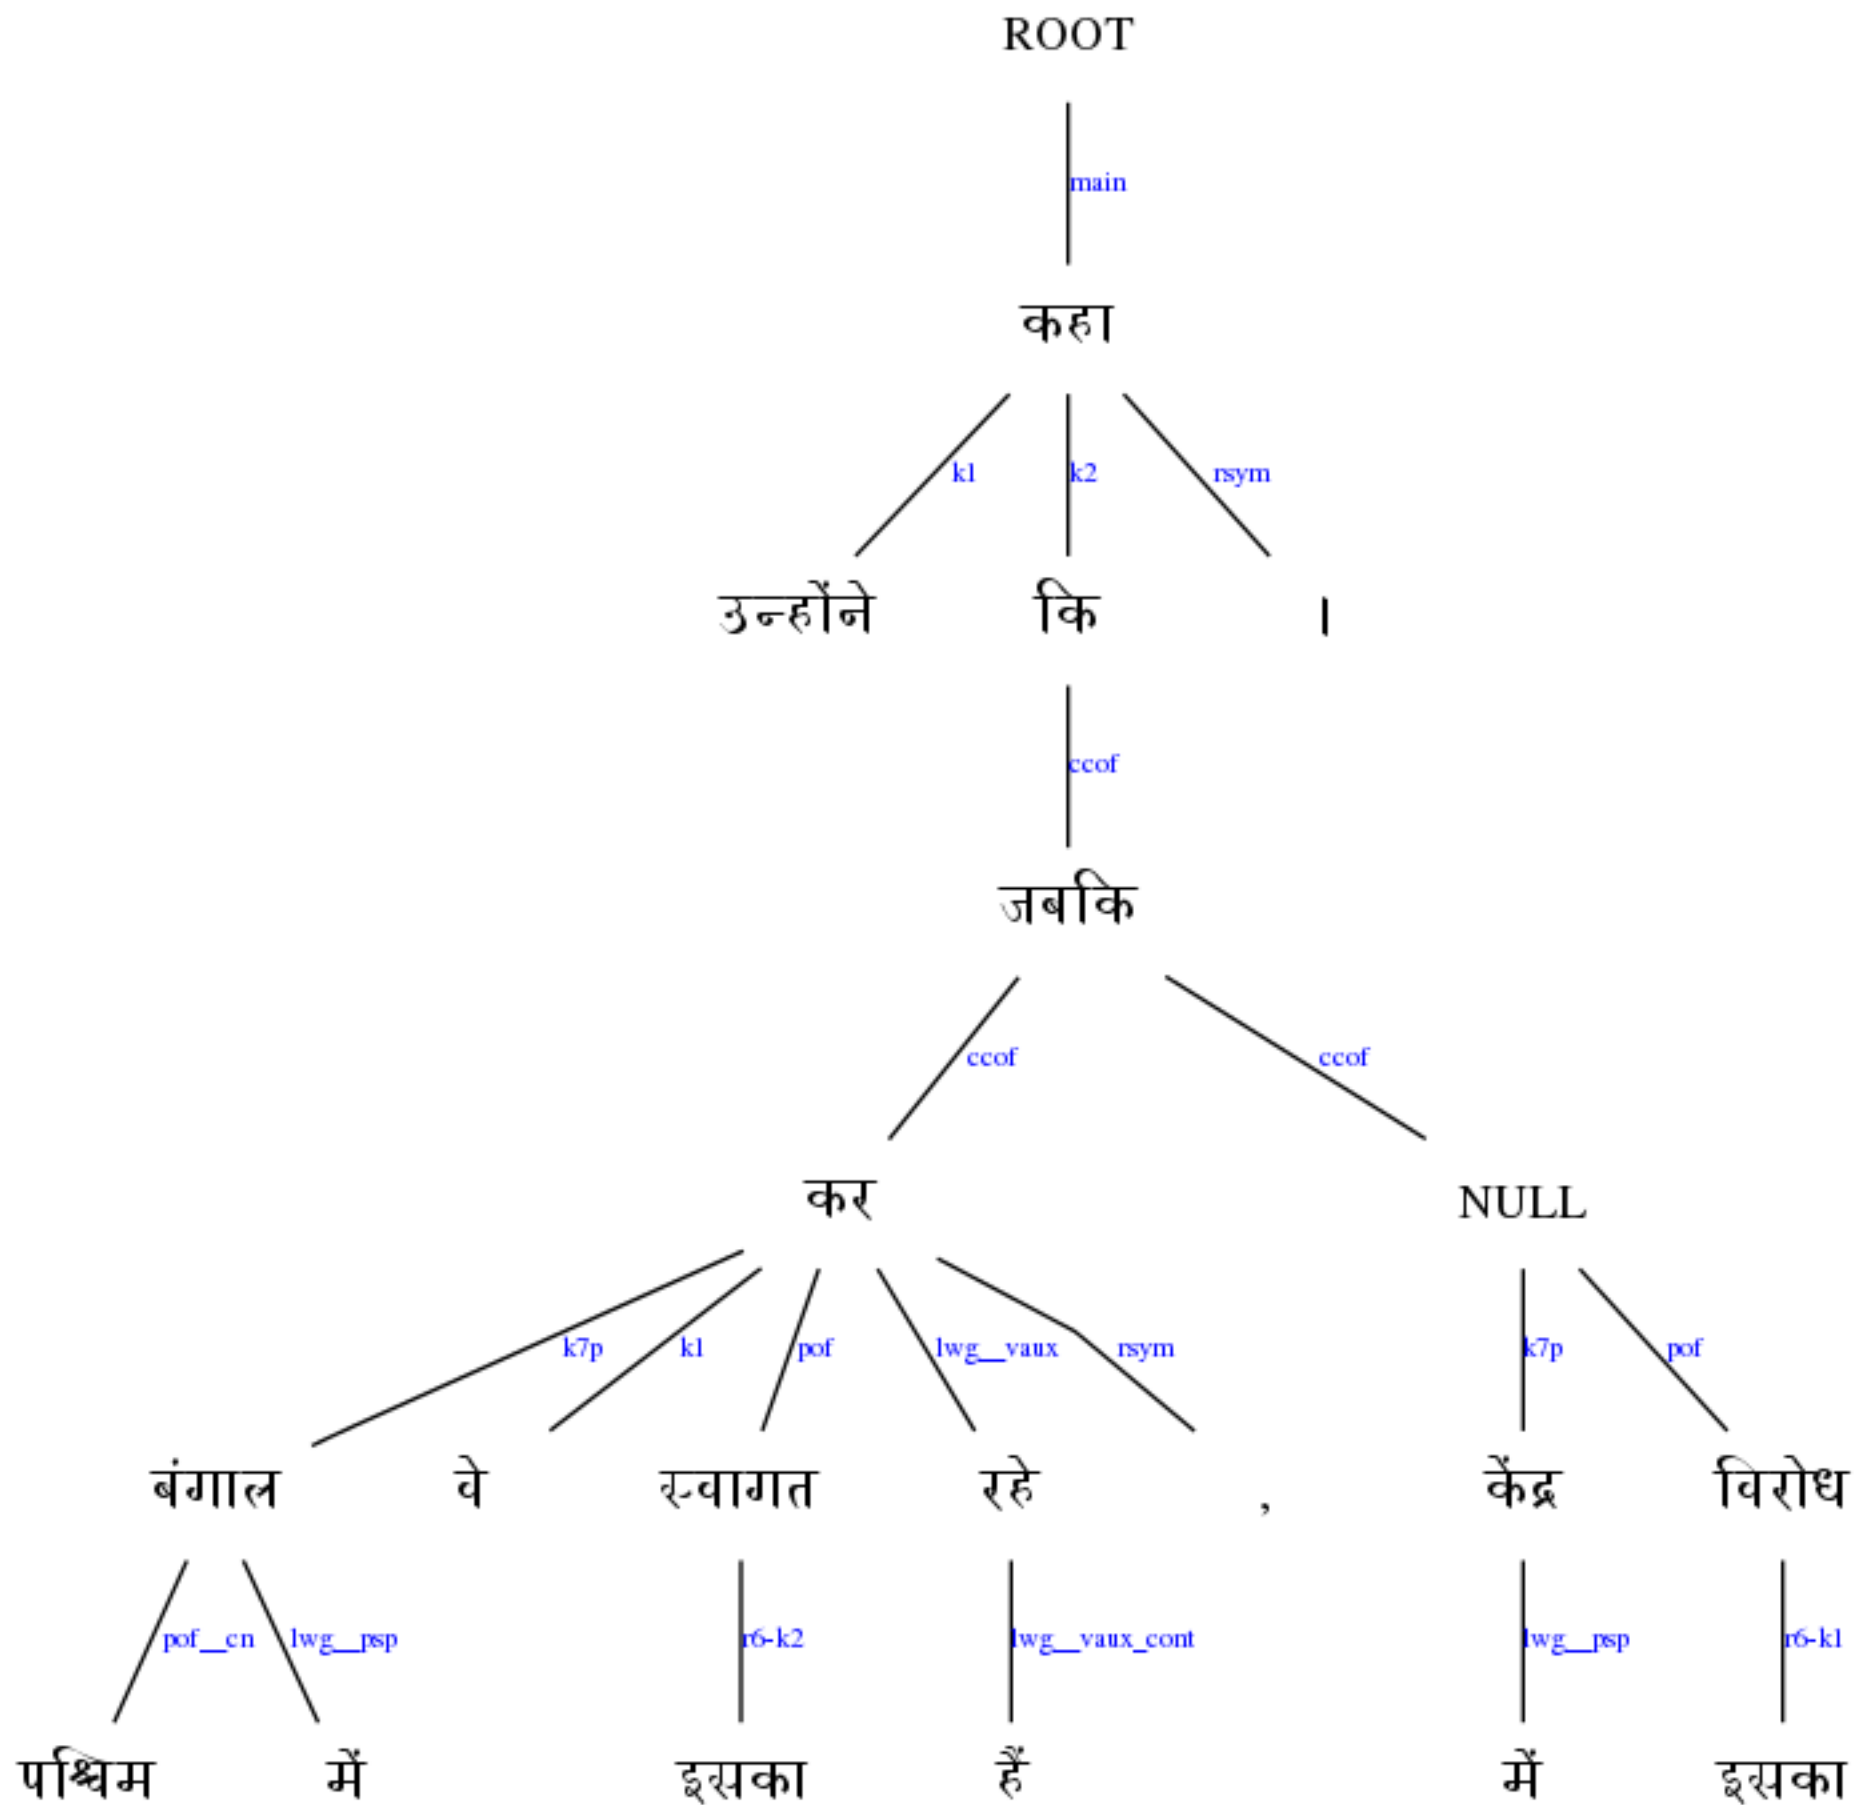 ROOT
main
कहा
k1 k2 rsym
उन्होंने कि ।
ccof
जबकि
ccof ccof
कर NULL
k7p k1 pof lwg__vaux rsym k7p pof
बंगाल वे स्वागत रहे , केंद्र विरोध
pof__cn lwg__psp r6-k2 lwg__vaux_cont lwg__psp r6-k1
पश्चिम में इसका हैं में इसका